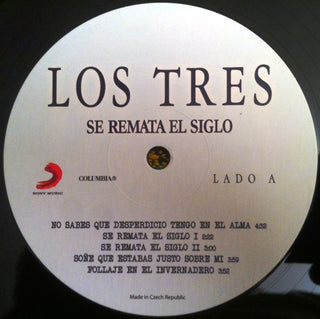 LOS TRES
SE REMATA EL SIGLO
SONY MUSIC
COLUMBIA®
LADO A
NO SABES QUE DESPERDICIO TENGO EN EL ALMA 4:32
SE REMATA EL SIGLO I 2:22
SE REMATA EL SIGLO II 3:00
SOÑE QUE ESTABAS JUSTO SOBRE MI 3:59
FOLLAJE EN EL INVERNADERO 3:52
Made in Czech Republic